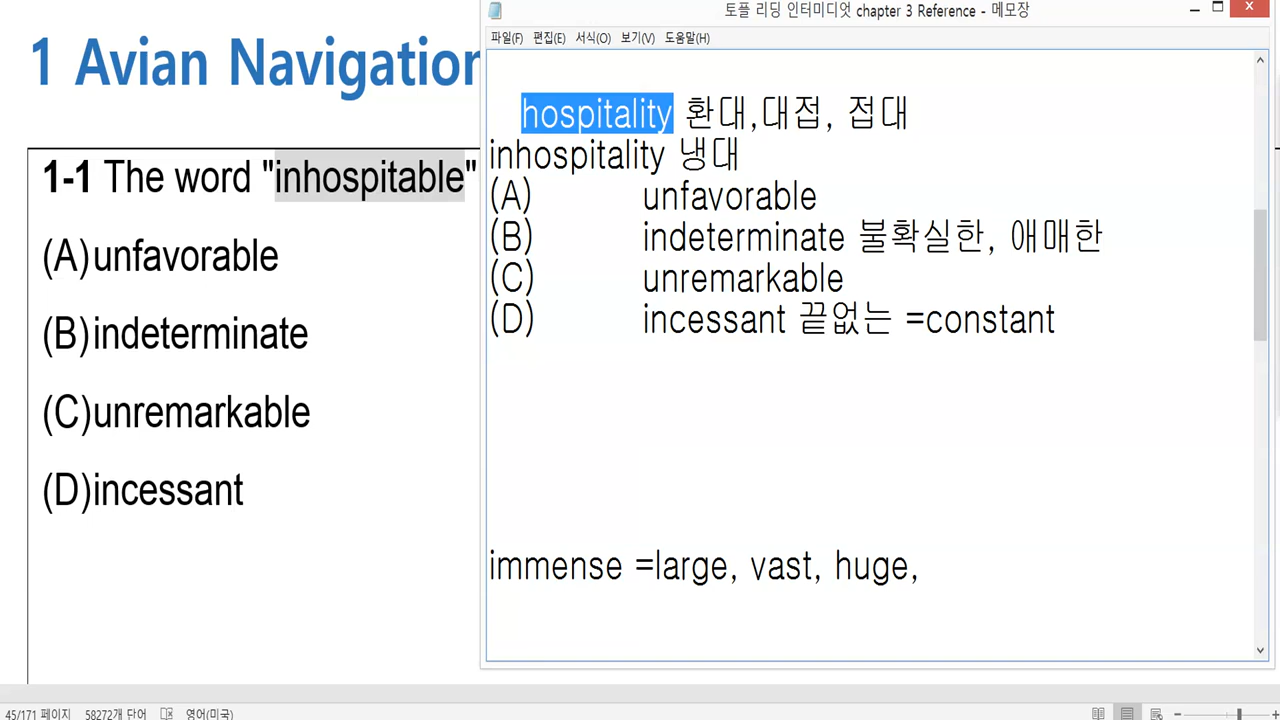 토플 리딩 인터미디엇 chapter 3 Reference - 메모장
파일(F) 편집(E) 서식(O) 보기(V) 도움말(H)
1 Avian Navigation
1-1 The word "inhospitable"
(A)unfavorable
(B)indeterminate
(C)unremarkable
(D)incessant
hospitality 환대,대접, 접대
inhospitality 냉대
(A) unfavorable
(B) indeterminate 불확실한, 애매한
(C) unremarkable
(D) incessant 끝없는 =constant
immense =large, vast, huge,
45/171 페이지 58272개 단어 영어(미국)